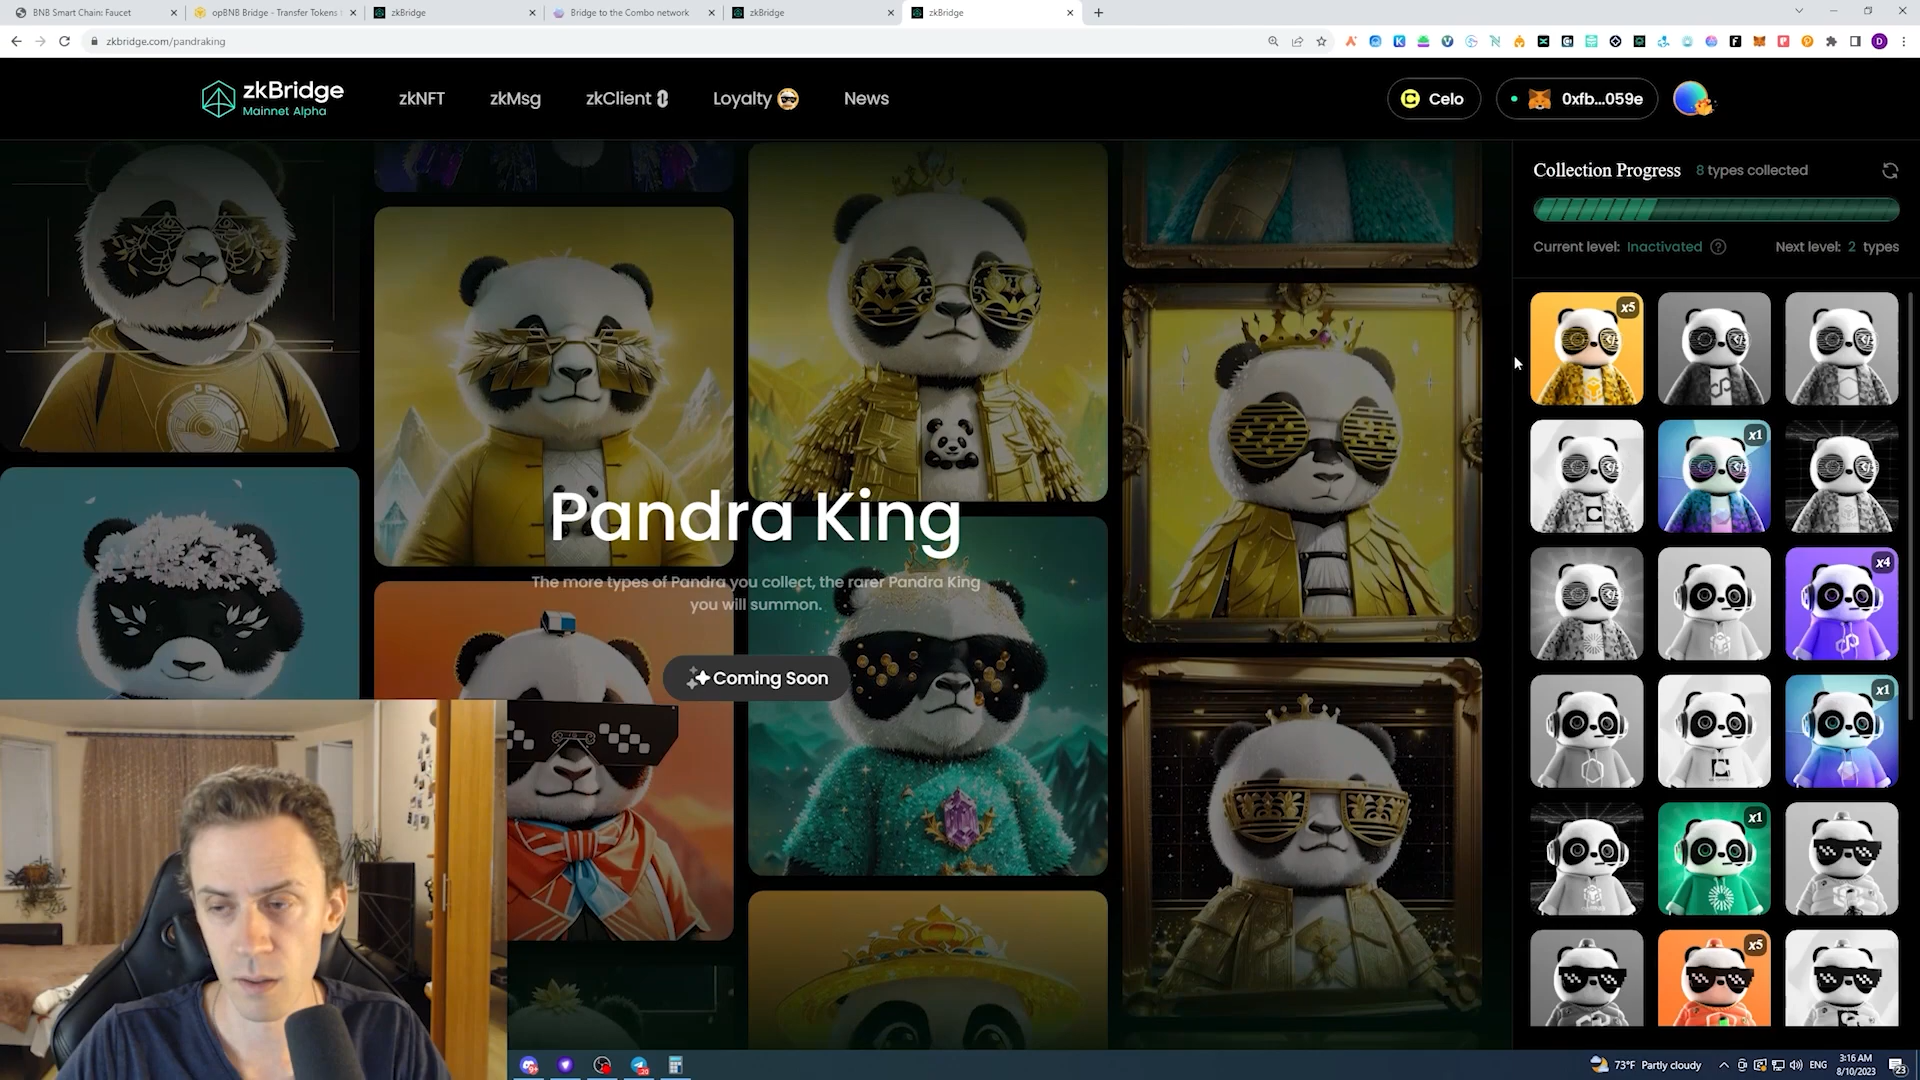 BNB Smart Chain: Faucet
opBNB Bridge - Transfer Tokens
zkBridge
Bridge to the Combo network
zkBridge
zkBridge
zkbridge.com/pandraking
zkBridge
Mainnet Alpha
zkNFT
zkMsg
zkClient
Loyalty
News
Celo
0xfb...059e
Collection Progress
8 types collected
Current level: Inactivated
Next level: 2 types
x5
x1
x4
x1
x1
x5
Pandra King
The more types of Pandra you collect, the rarer Pandra King
you will summon.
Coming Soon
73°F Partly cloudy
ENG
3:16 AM
8/10/2023
23